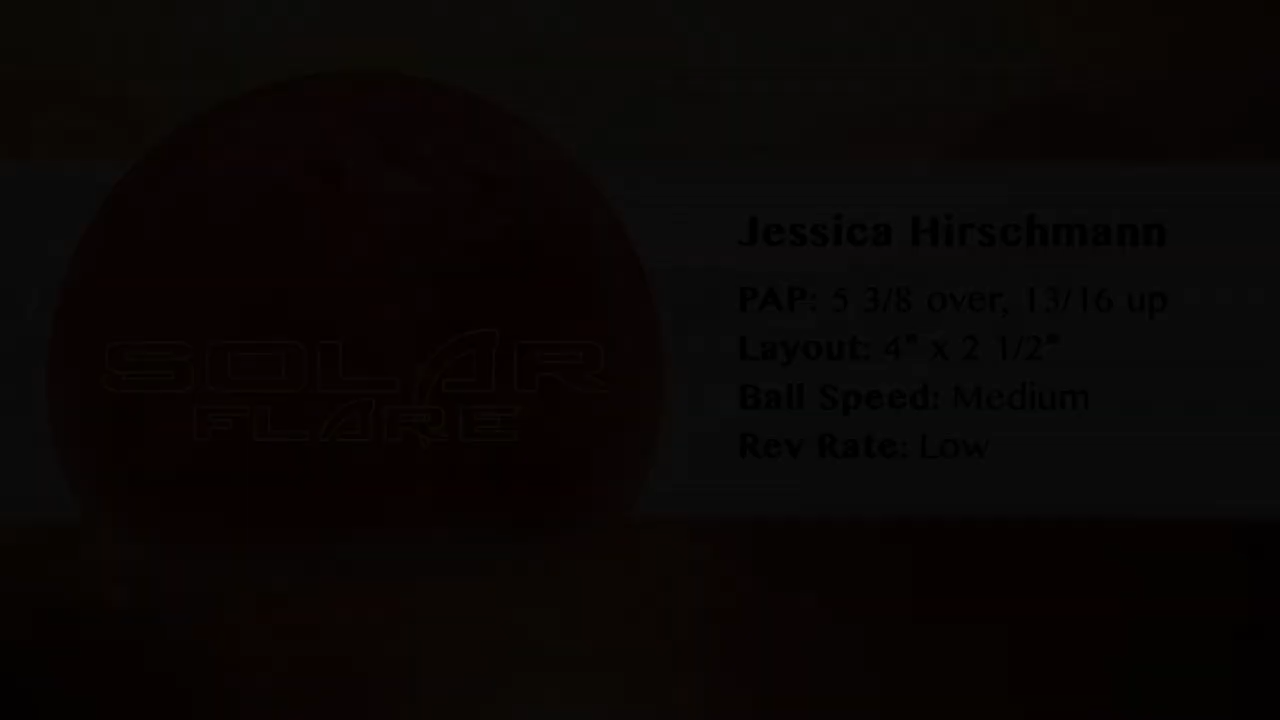 SOLAR
FLARE
Jessica Hirschmann
PAP: 5 3/8 over, 13/16 up
Layout: 4" x 2 1/2"
Ball Speed: Medium
Rev Rate: Low